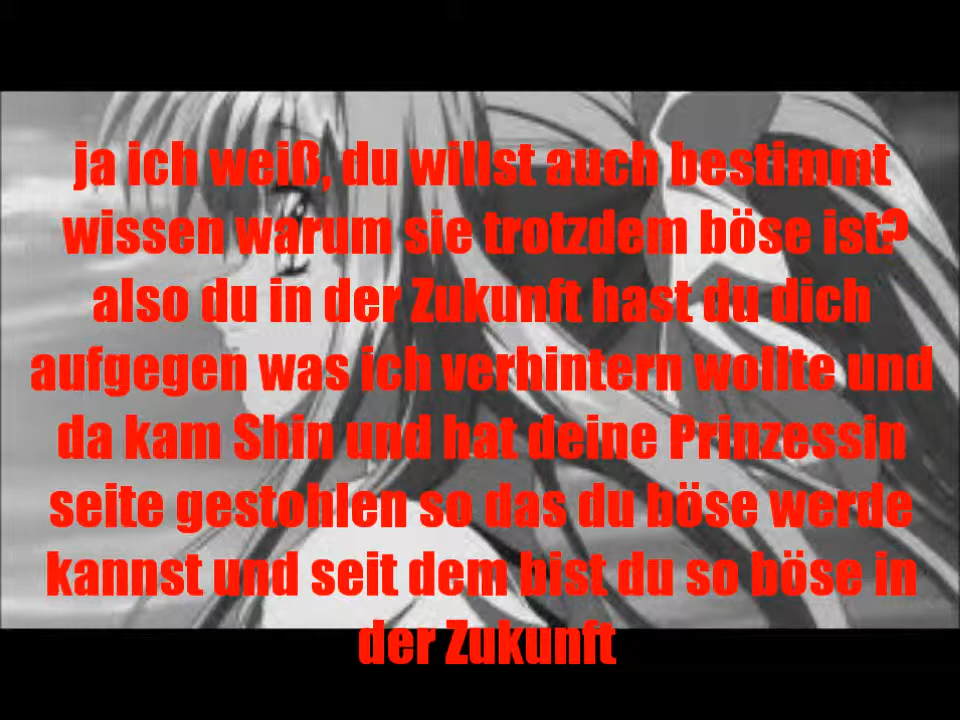 ja ich weiß, du willst auch bestimmt
wissen warum sie trotzdem böse ist?
also du in der Zukunft hast du dich
aufgegen was ich verhintern wollte und
da kam Shin und hat deine Prinzessin
seite gestohlen so das du böse werde
kannst und seit dem bist du so böse in
der Zukunft